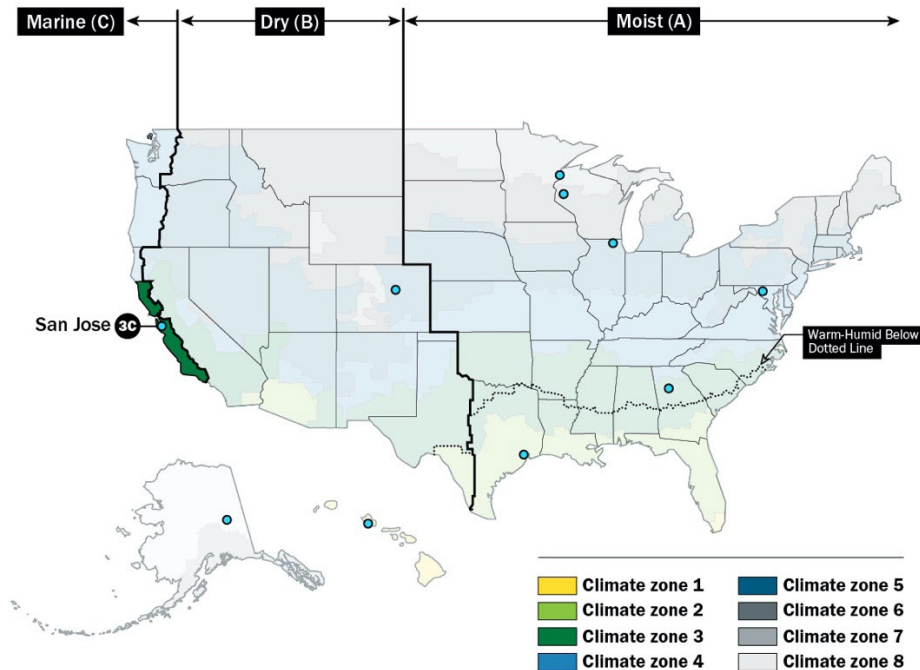 Marine (C)
Dry (B)
Moist (A)
San Jose 3C
Warm-Humid Below
Dotted Line
Climate zone 1
Climate zone 2
Climate zone 3
Climate zone 4
Climate zone 5
Climate zone 6
Climate zone 7
Climate zone 8